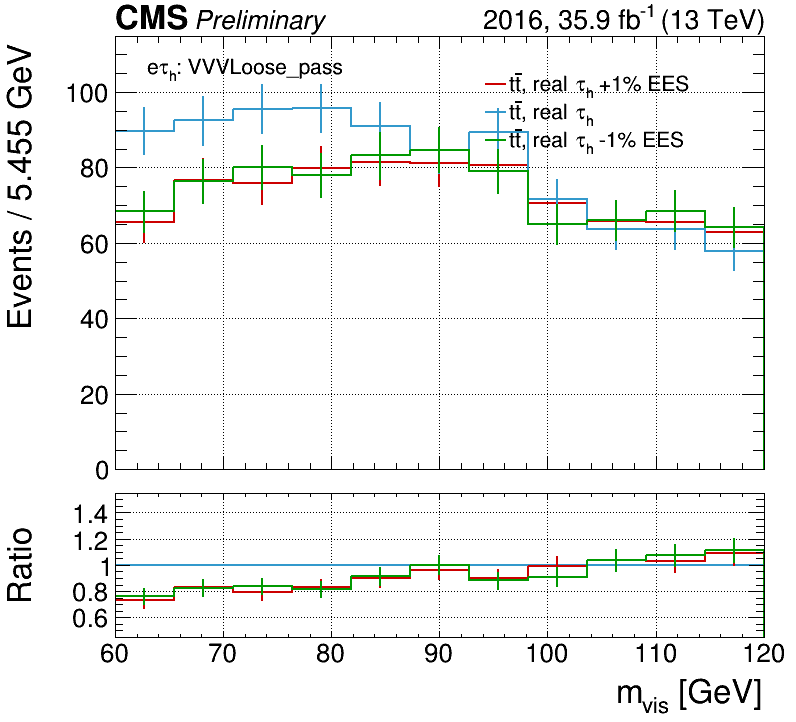 CMS Preliminary 2016, 35.9 fb⁻¹ (13 TeV)
eτh: VVVLoose_pass
tt̄, real τh +1% EES
tt̄, real τh
tt̄, real τh -1% EES
Events / 5.455 GeV
100
80
60
40
20
0
Ratio
1.4
1.2
1
0.8
0.6
60 70 80 90 100 110 120
mvis [GeV]